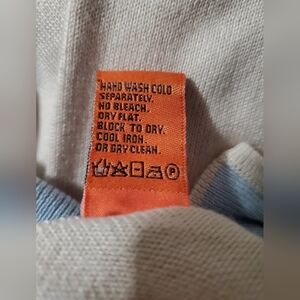 HAND WASH COLD
SEPARATELY.
NO BLEACH.
DRY FLAT.
BLOCK TO DRY.
COOL IRON.
OR DRY CLEAN.
P